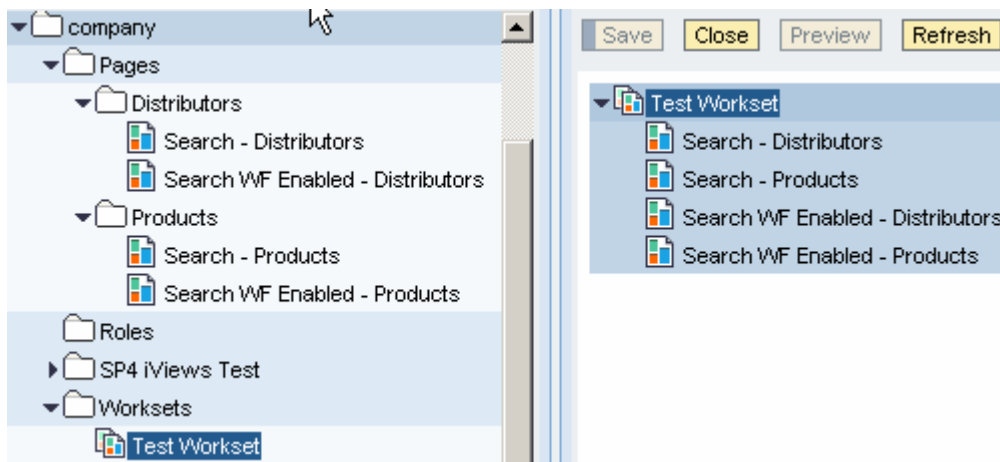 company
Pages
Distributors
Search - Distributors
Search WF Enabled - Distributors
Products
Search - Products
Search WF Enabled - Products
Roles
SP4 iViews Test
Worksets
Test Workset
Save Close Preview Refresh
Test Workset
Search - Distributors
Search - Products
Search WF Enabled - Distributors
Search WF Enabled - Products